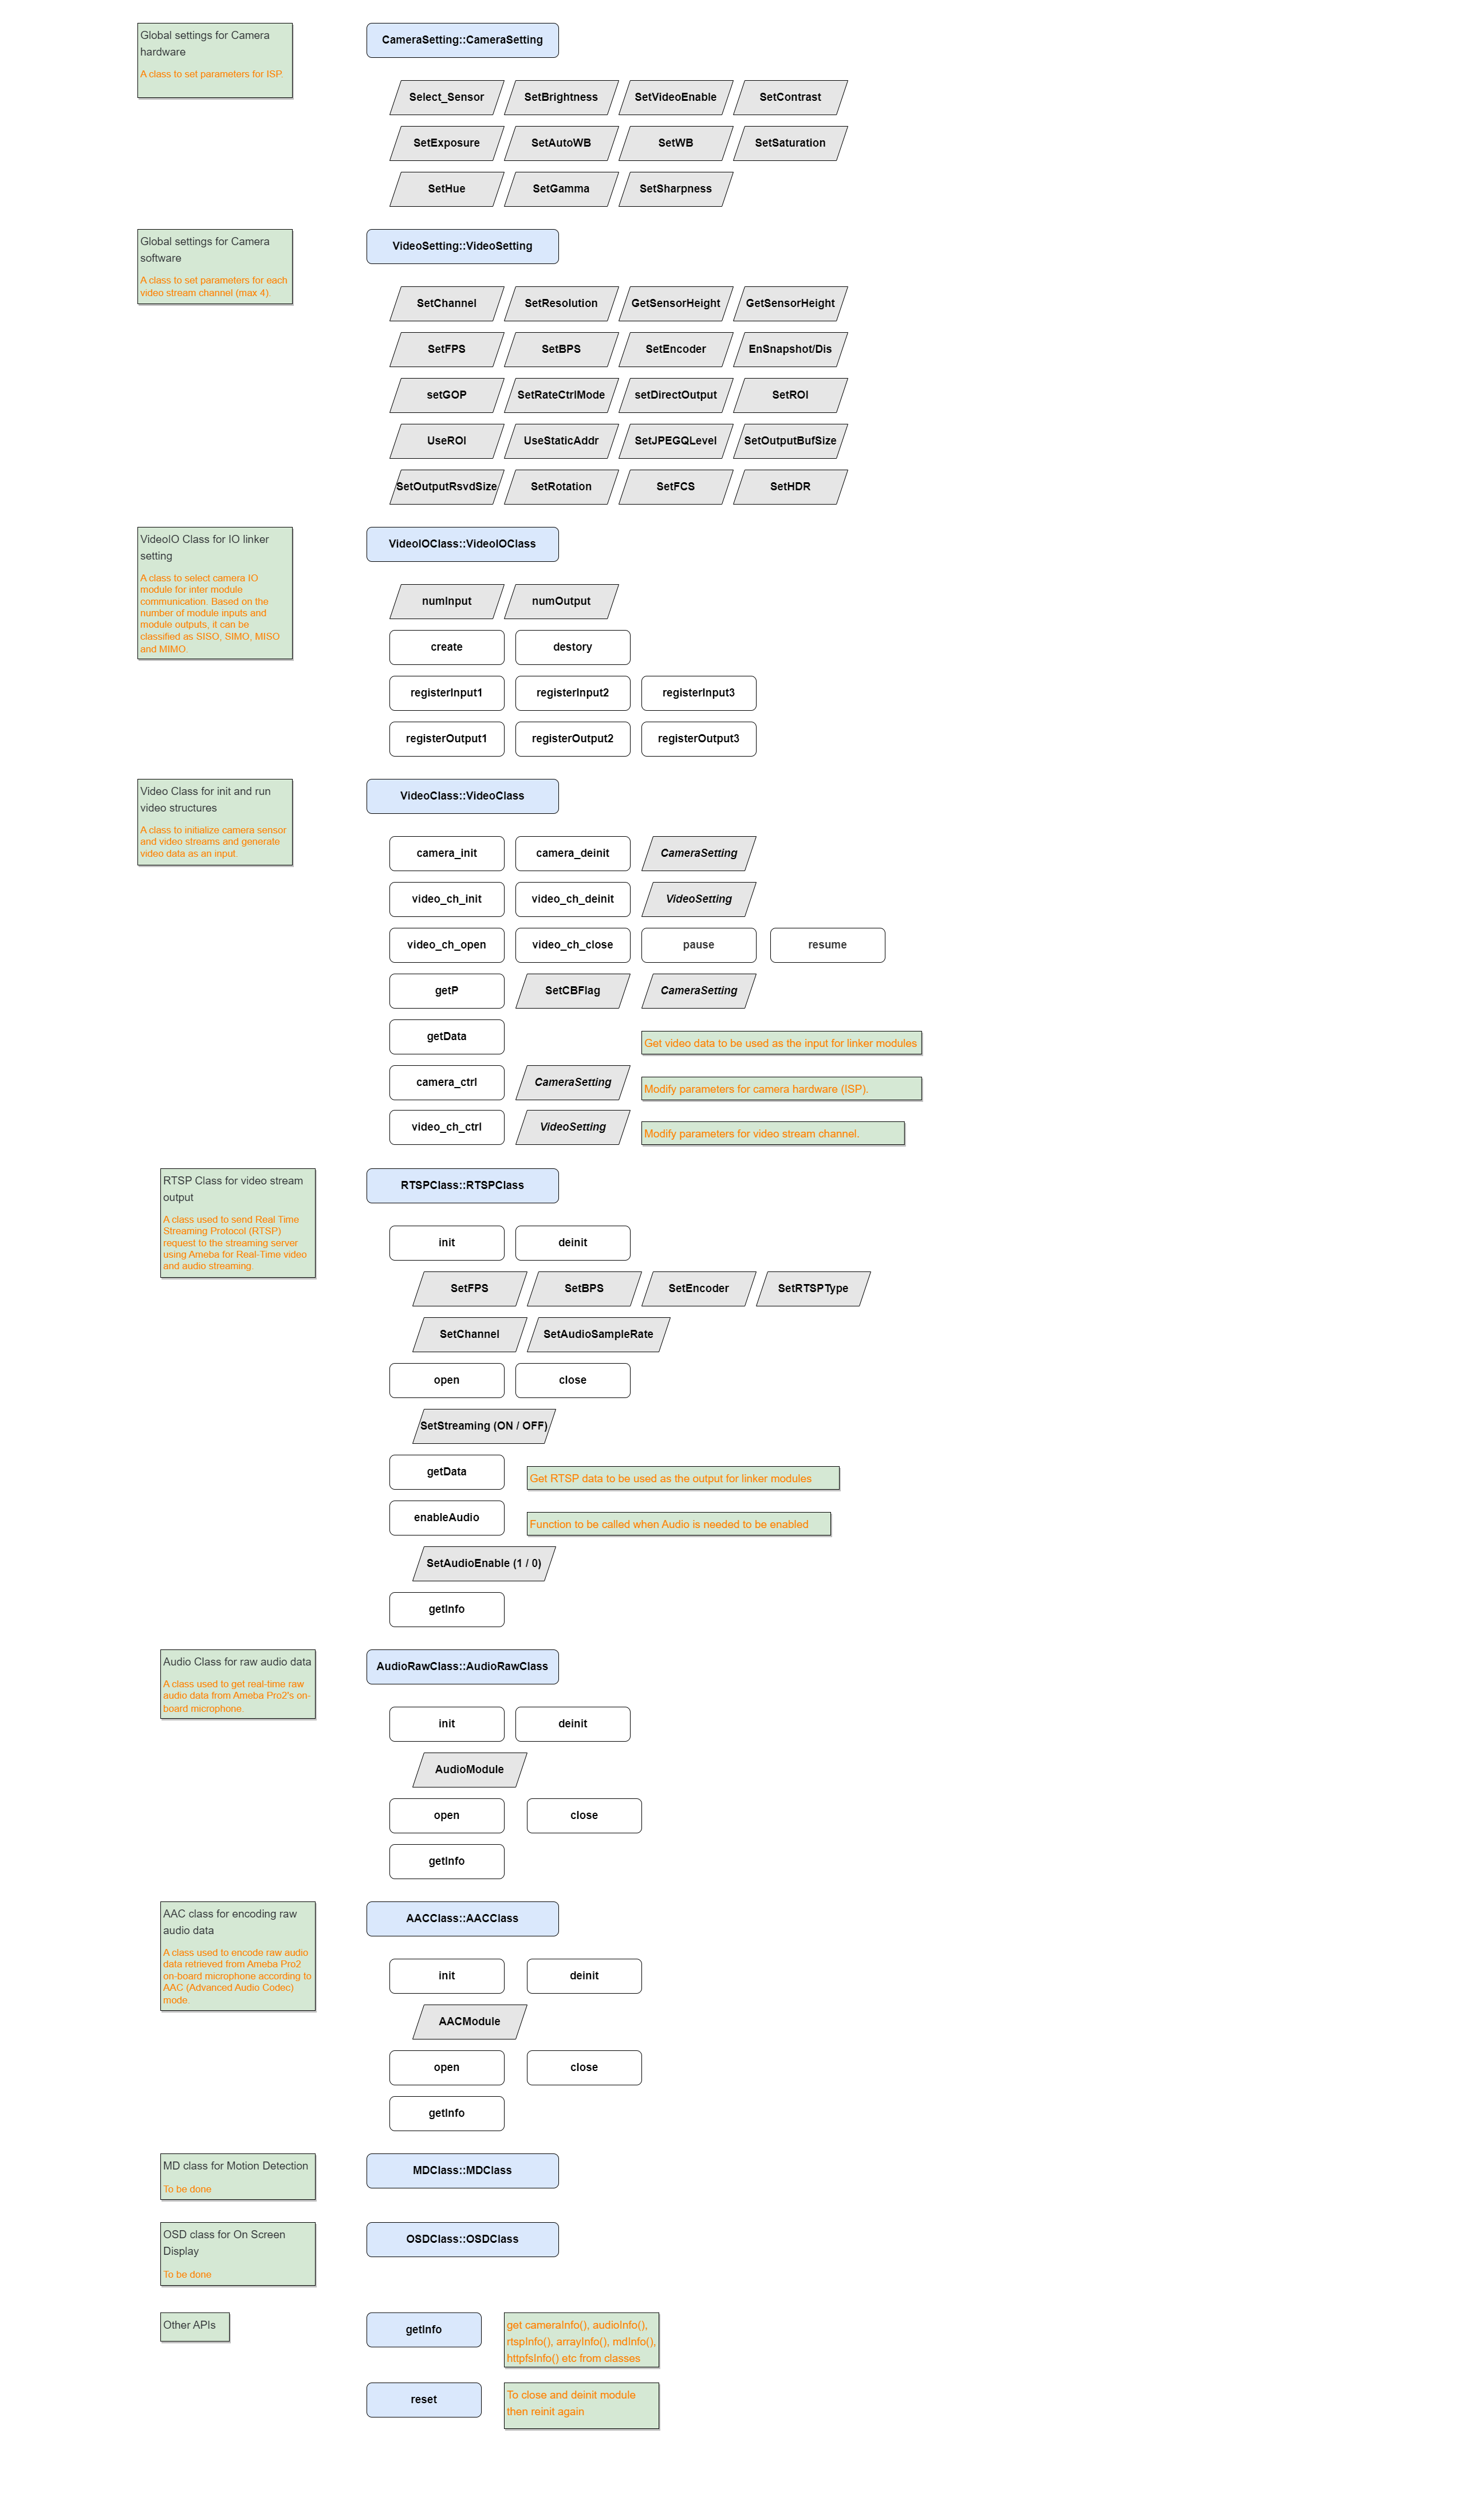 Global settings for Camera
hardware
A class to set parameters for ISP.
CameraSetting::CameraSetting
Select_Sensor SetBrightness SetVideoEnable SetContrast
SetExposure SetAutoWB SetWB SetSaturation
SetHue SetGamma SetSharpness
Global settings for Camera
software
A class to set parameters for each
video stream channel (max 4).
VideoSetting::VideoSetting
SetChannel SetResolution GetSensorHeight GetSensorHeight
SetFPS SetBPS SetEncoder EnSnapshot/Dis
setGOP SetRateCtrlMode setDirectOutput SetROI
UseROI UseStaticAddr SetJPEGQLevel SetOutputBufSize
SetOutputRsvdSize SetRotation SetFCS SetHDR
VideoIO Class for IO linker
setting
A class to select camera IO
module for inter module
communication. Based on the
number of module inputs and
module outputs, it can be
classified as SISO, SIMO, MISO
and MIMO.
VideoIOClass::VideoIOClass
numInput numOutput
create destory
registerInput1 registerInput2 registerInput3
registerOutput1 registerOutput2 registerOutput3
Video Class for init and run
video structures
A class to initialize camera sensor
and video streams and generate
video data as an input.
VideoClass::VideoClass
camera_init camera_deinit CameraSetting
video_ch_init video_ch_deinit VideoSetting
video_ch_open video_ch_close pause resume
getP SetCBFlag CameraSetting
getData Get video data to be used as the input for linker modules
camera_ctrl CameraSetting Modify parameters for camera hardware (ISP).
video_ch_ctrl VideoSetting Modify parameters for video stream channel.
RTSP Class for video stream
output
A class used to send Real Time
Streaming Protocol (RTSP)
request to the streaming server
using Ameba for Real-Time video
and audio streaming.
RTSPClass::RTSPClass
init deinit
SetFPS SetBPS SetEncoder SetRTSPType
SetChannel SetAudioSampleRate
open close
SetStreaming (ON / OFF)
getData Get RTSP data to be used as the output for linker modules
enableAudio Function to be called when Audio is needed to be enabled
SetAudioEnable (1 / 0)
getInfo
Audio Class for raw audio data
A class used to get real-time raw
audio data from Ameba Pro2's on-
board microphone.
AudioRawClass::AudioRawClass
init deinit
AudioModule
open close
getInfo
AAC class for encoding raw
audio data
A class used to encode raw audio
data retrieved from Ameba Pro2
on-board microphone according to
AAC (Advanced Audio Codec)
mode.
AACClass::AACClass
init deinit
AACModule
open close
getInfo
MD class for Motion Detection
To be done
MDClass::MDClass
OSD class for On Screen
Display
To be done
OSDClass::OSDClass
Other APIs
getInfo
get cameraInfo(), audioInfo(),
rtspInfo(), arrayInfo(), mdInfo(),
httpfsInfo() etc from classes
reset
To close and deinit module
then reinit again